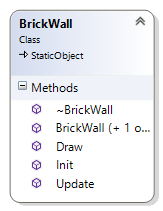 BrickWall
Class
StaticObject
Methods
~BrickWall
BrickWall (+ 1 o...
Draw
Init
Update